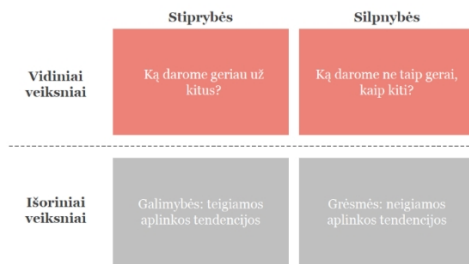 Stiprybės
Silpnybės
Vidiniai
veiksniai
Ką darome geriau už
kitus?
Ką darome ne taip gerai,
kaip kiti?
Išoriniai
veiksniai
Galimybės: teigiamos
aplinkos tendencijos
Grėsmės: neigiamos
aplinkos tendencijos